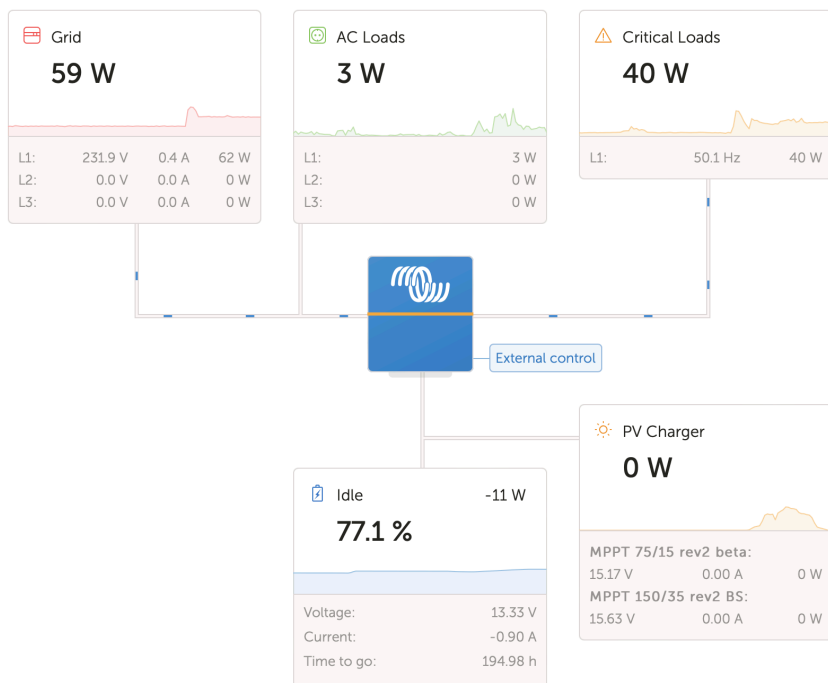 Grid
59 W
L1: 231.9 V 0.4 A 62 W
L2: 0.0 V 0.0 A 0 W
L3: 0.0 V 0.0 A 0 W
AC Loads
3 W
L1: 3 W
L2: 0 W
L3: 0 W
Critical Loads
40 W
L1: 50.1 Hz 40 W
External control
Idle -11 W
77.1 %
Voltage: 13.33 V
Current: -0.90 A
Time to go: 194.98 h
PV Charger
0 W
MPPT 75/15 rev2 beta:
15.17 V 0.00 A 0 W
MPPT 150/35 rev2 BS:
15.63 V 0.00 A 0 W